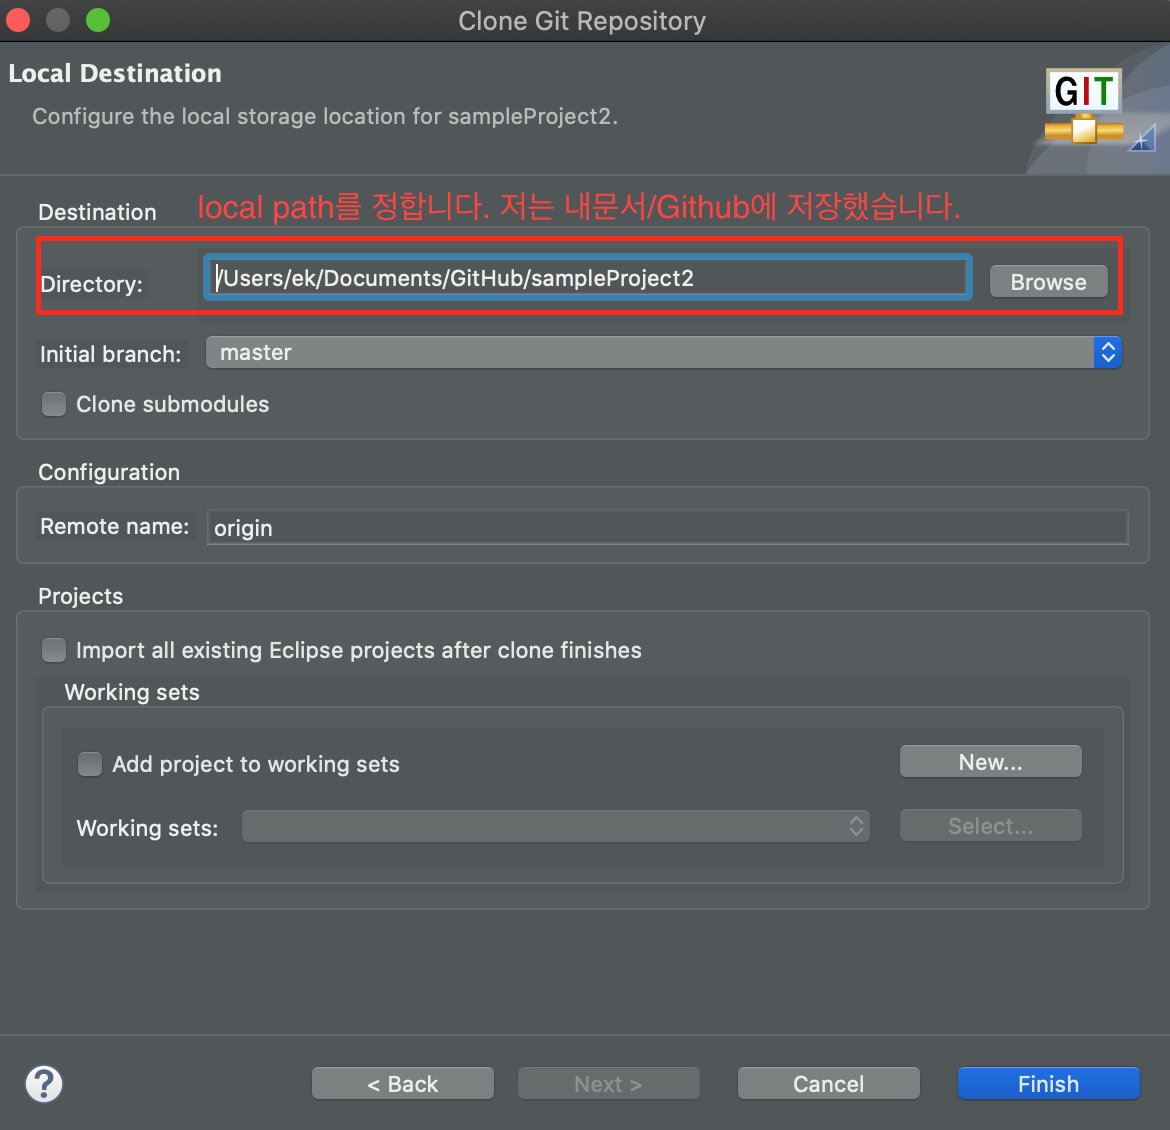 Clone Git Repository
Local Destination
Configure the local storage location for sampleProject2.
GIT
Destination
local path를 정합니다. 저는 내문서/Github에 저장했습니다.
Directory:
/Users/ek/Documents/GitHub/sampleProject2
Browse
Initial branch:
master
Clone submodules
Configuration
Remote name:
origin
Projects
Import all existing Eclipse projects after clone finishes
Working sets
Add project to working sets
New...
Working sets:
Select...
?
< Back
Next >
Cancel
Finish